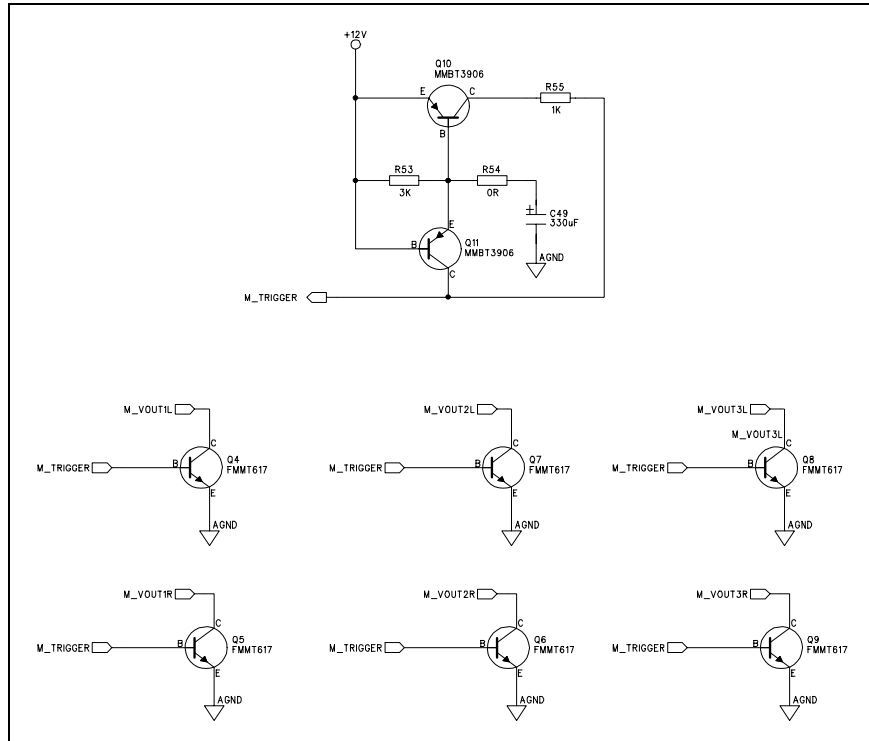 +12V
Q10
MMBT3906
E
C
B
R55
1K
R53
3K
R54
0R
+
C49
330uF
AGND
E
B
Q11
MMBT3906
C
M_TRIGGER
M_VOUT1L
C
M_TRIGGER
B
Q4
FMMT617
E
AGND
M_VOUT2L
C
M_TRIGGER
B
Q7
FMMT617
E
AGND
M_VOUT3L
M_VOUT3L
C
M_TRIGGER
B
Q8
FMMT617
E
AGND
M_VOUT1R
C
M_TRIGGER
B
Q5
FMMT617
E
AGND
M_VOUT2R
C
M_TRIGGER
B
Q6
FMMT617
E
AGND
M_VOUT3R
C
M_TRIGGER
B
Q9
FMMT617
E
AGND